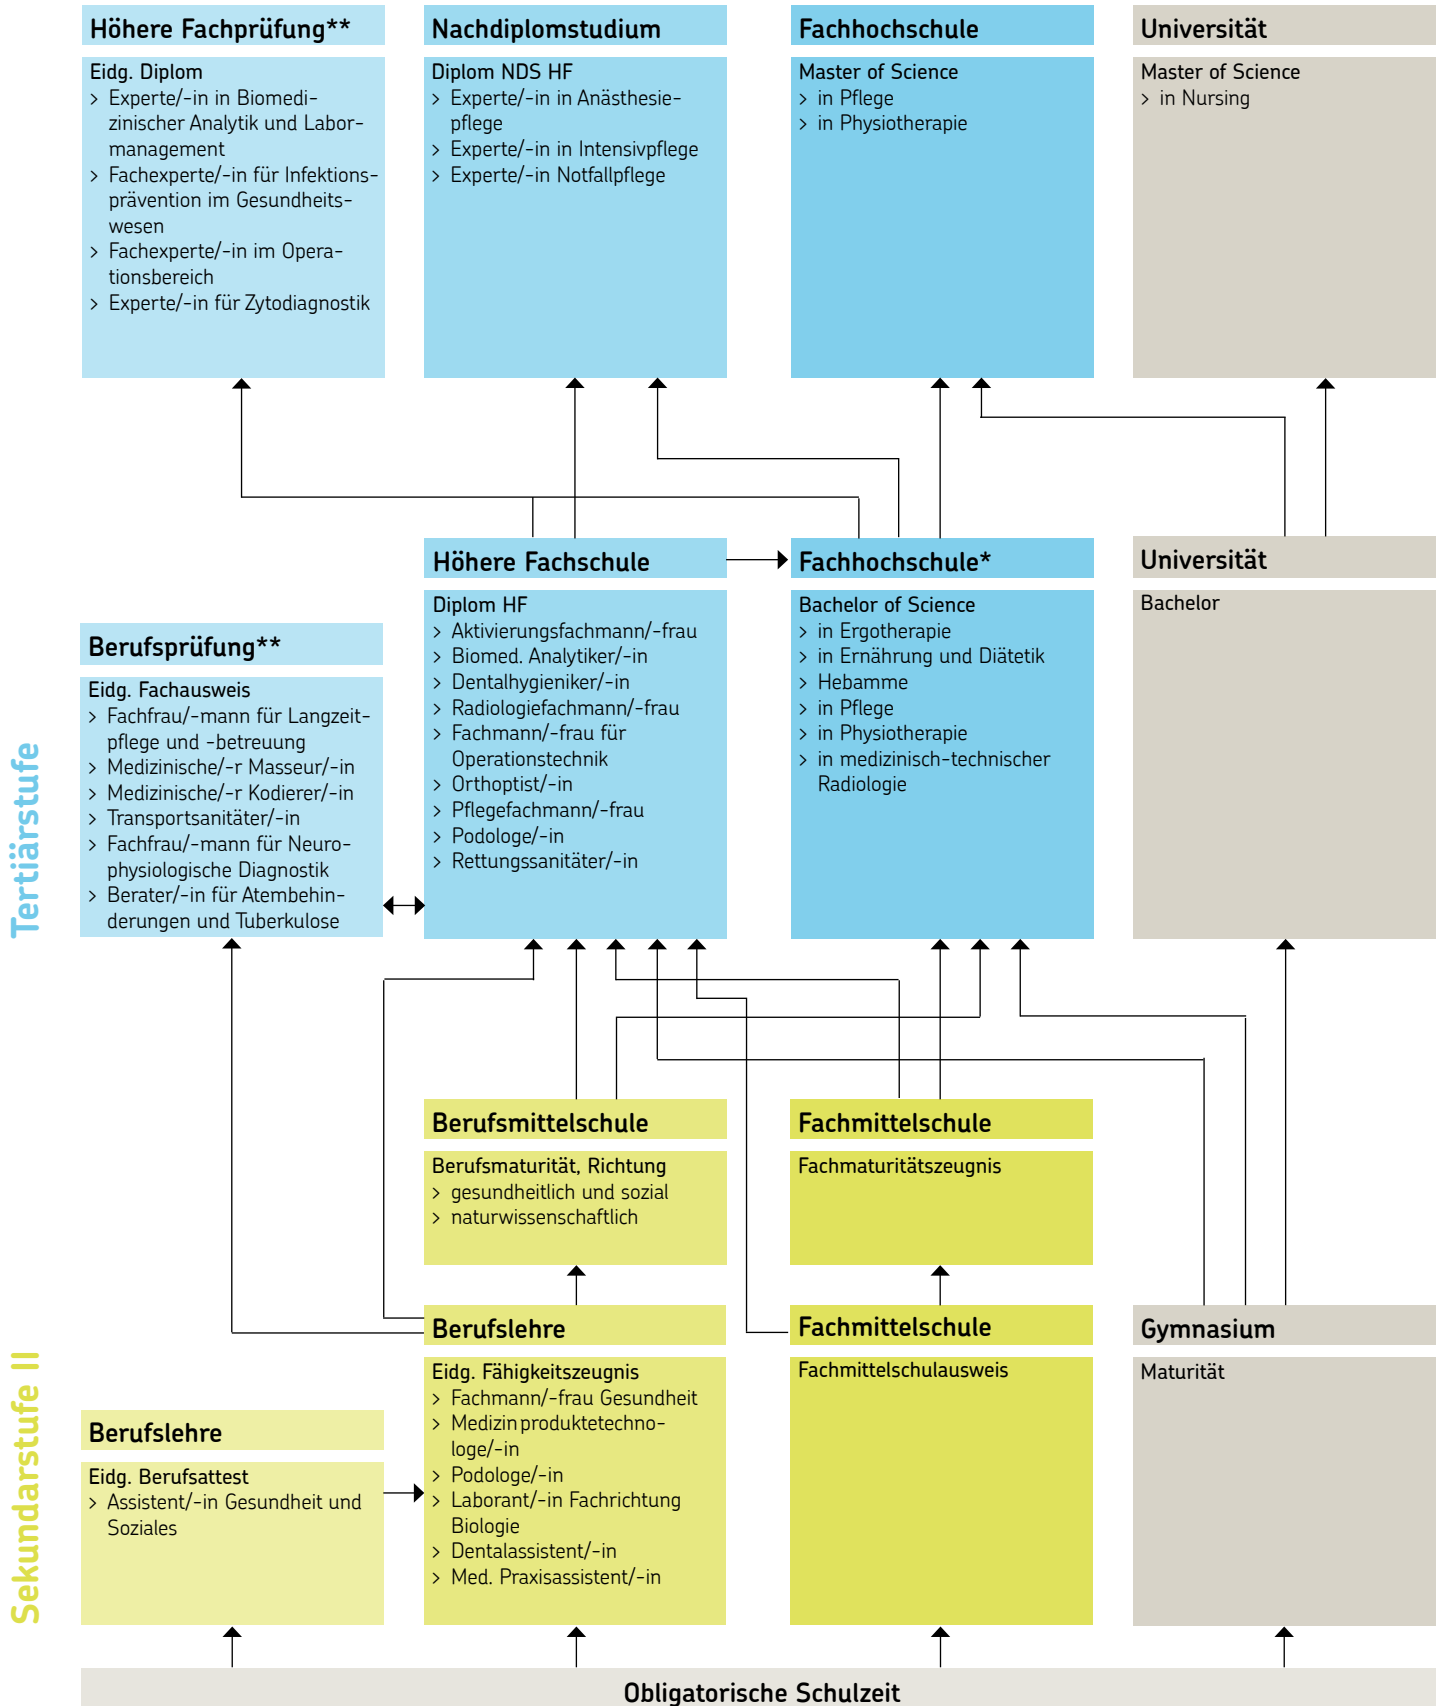 Höhere Fachprüfung**
Eidg. Diplom
> Experte/-in in Biomedi-
zinischer Analytik und Labor-
management
> Fachexperte/-in für Infektions-
prävention im Gesundheits-
wesen
> Fachexperte/-in im Opera-
tionsbereich
> Experte/-in für Zytodiagnostik
Nachdiplomstudium
Diplom NDS HF
> Experte/-in in Anästhesie-
pflege
> Experte/-in in Intensivpflege
> Experte/-in Notfallpflege
Fachhochschule
Master of Science
> in Pflege
> in Physiotherapie
Universität
Master of Science
> in Nursing
Tertiärstufe
Berufsprüfung**
Eidg. Fachausweis
> Fachfrau/-mann für Langzeit-
pflege und -betreuung
> Medizinische/-r Masseur/-in
> Medizinische/-r Kodierer/-in
> Transportsanitäter/-in
> Fachfrau/-mann für Neuro-
physiologische Diagnostik
> Berater/-in für Atembehin-
derungen und Tuberkulose
Höhere Fachschule
Diplom HF
> Aktivierungsfachmann/-frau
> Biomed. Analytiker/-in
> Dentalhygieniker/-in
> Radiologiefachmann/-frau
> Fachmann/-frau für
Operationstechnik
> Orthoptist/-in
> Pflegefachmann/-frau
> Podologe/-in
> Rettungssanitäter/-in
Fachhochschule*
Bachelor of Science
> in Ergotherapie
> in Ernährung und Diätetik
> Hebamme
> in Pflege
> in Physiotherapie
> in medizinisch-technischer
Radiologie
Universität
Bachelor
Sekundarstufe II
Berufsmittelschule
Berufsmaturität, Richtung
> gesundheitlich und sozial
> naturwissenschaftlich
Fachmittelschule
Fachmaturitätszeugnis
Berufslehre
Eidg. Berufsattest
> Assistent/-in Gesundheit und
Soziales
Berufslehre
Eidg. Fähigkeitszeugnis
> Fachmann/-frau Gesundheit
> Medizinproduktetechno-
loge/-in
> Podologe/-in
> Laborant/-in Fachrichtung
Biologie
> Dentalassistent/-in
> Med. Praxisassistent/-in
Fachmittelschule
Fachmittelschulausweis
Gymnasium
Maturität
Obligatorische Schulzeit